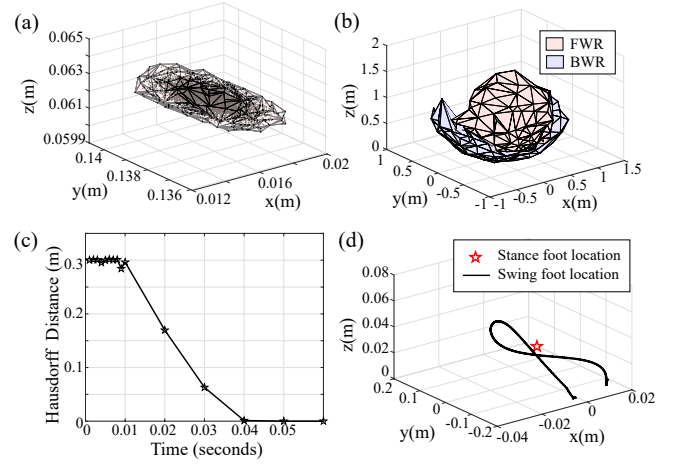 (a)
0.065
0.063
0.061
0.0599
z(m)
0.14
0.138
0.136
y(m)
0.012
0.016
0.02
x(m)
(b)
FWR
BWR
2
1.5
1
0.5
0
z(m)
1
0.5
0
-0.5
-1
y(m)
-1
-0.5
0
0.5
1
1.5
x(m)
(c)
0.3
0.2
0.1
0
Hausdorff Distance (m)
0
0.01
0.02
0.03
0.04
0.05
Time (seconds)
(d)
Stance foot location
Swing foot location
0.08
0.06
0.04
0.02
0
z(m)
0.2
0.1
0
-0.1
-0.2
y(m)
-0.04
-0.02
0
0.02
x(m)